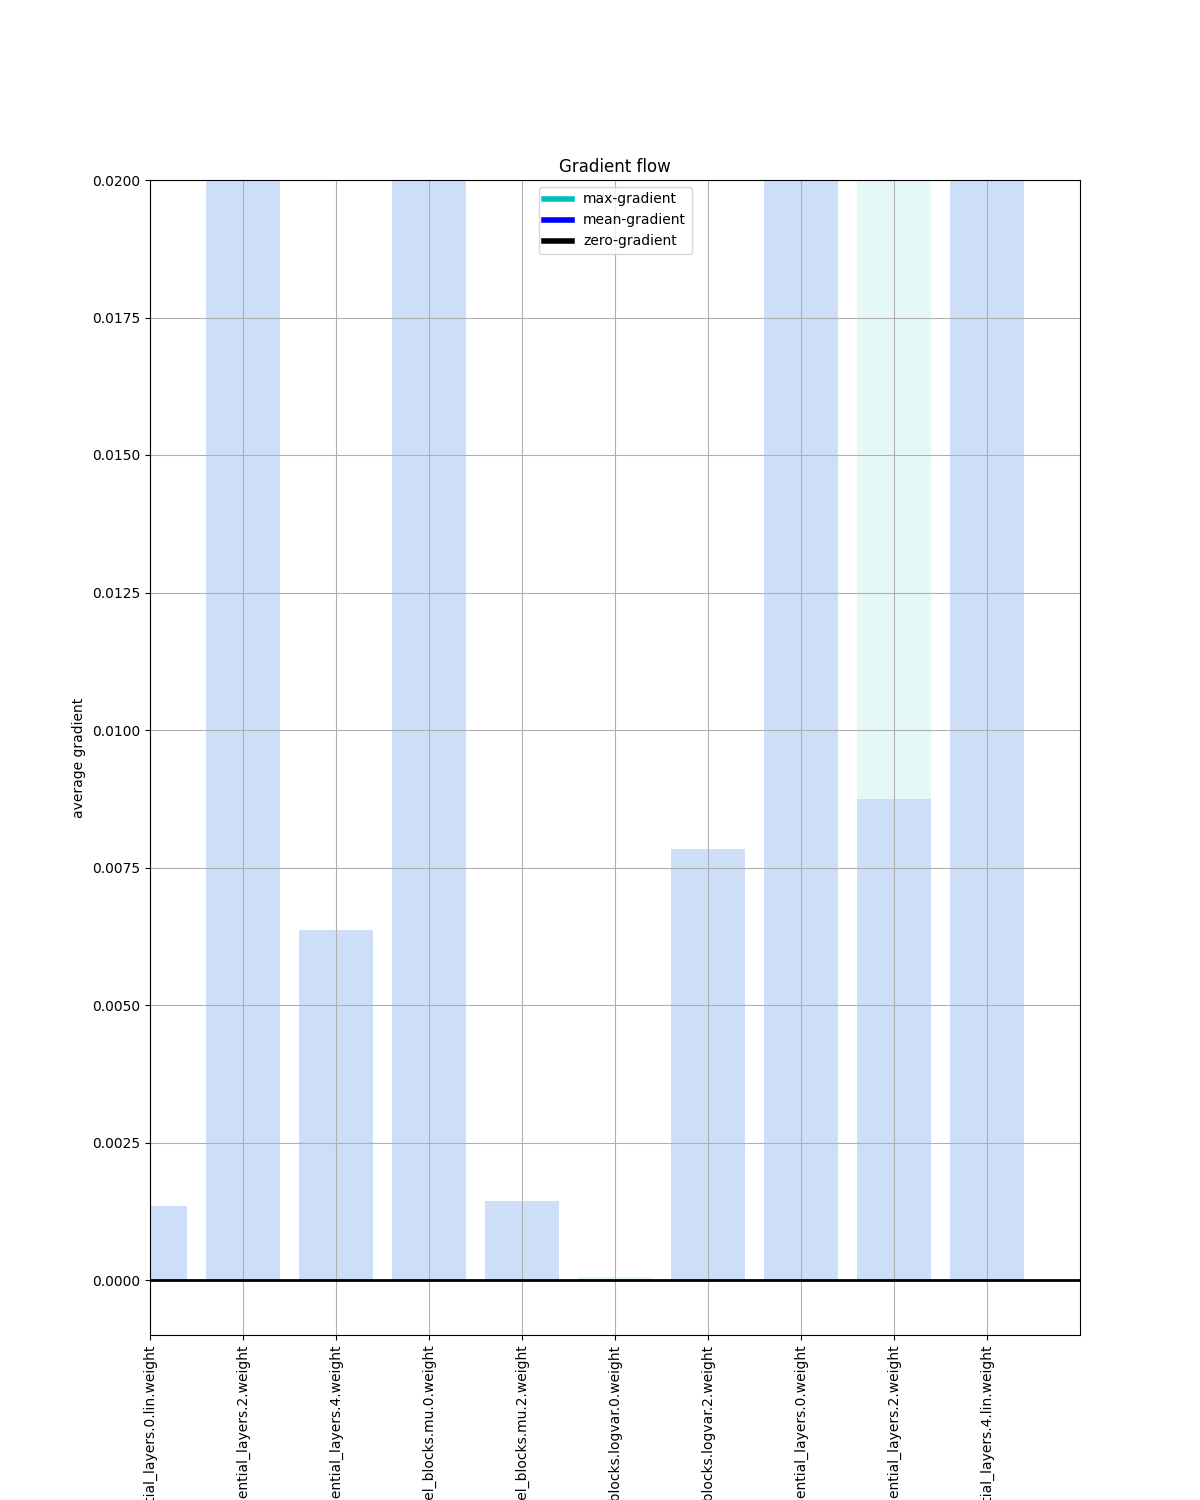 Gradient flow
max-gradient
mean-gradient
zero-gradient
0.0200
0.0175
0.0150
0.0125
0.0100
0.0075
0.0050
0.0025
0.0000
average gradient
tial_layers.0.lin.weight
ential_layers.2.weight
ential_layers.4.weight
el_blocks.mu.0.weight
el_blocks.mu.2.weight
blocks.logvar.0.weight
blocks.logvar.2.weight
ential_layers.0.weight
ential_layers.2.weight
tial_layers.4.lin.weight